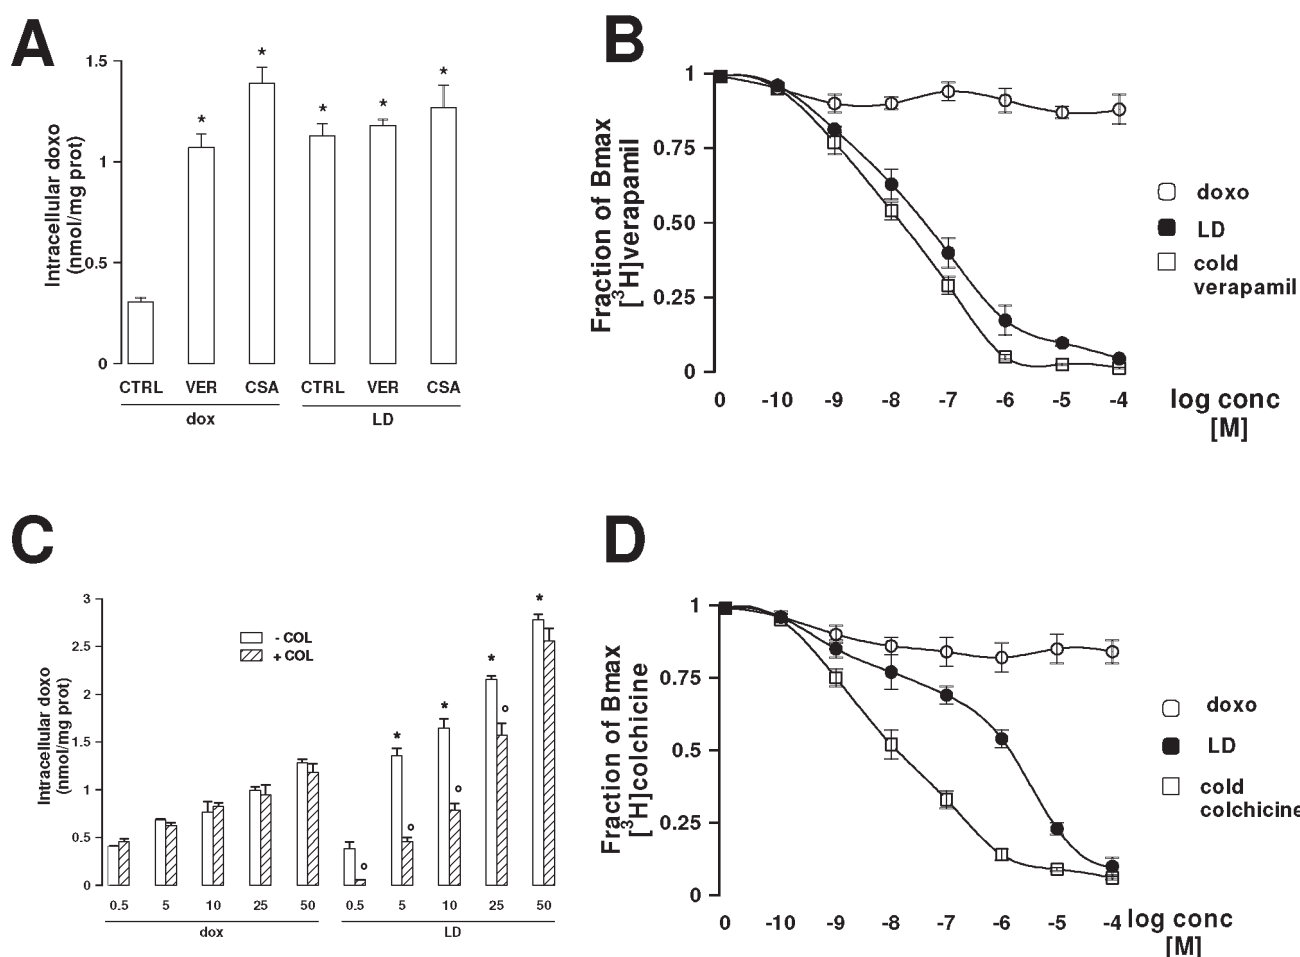 A
Intracellular doxo
(nmol/mg prot)
1.5
1
0.5
0
*
*
*
*
*
CTRL VER CSA CTRL VER CSA
dox LD
B
Fraction of Bmax
[³H]verapamil
1
0.75
0.50
0.25
0
0 -10 -9 -8 -7 -6 -5 -4
log conc
[M]
doxo
LD
cold
verapamil
C
Intracellular doxo
(nmol/mg prot)
3
2.5
2
1.5
1
0.5
0
- COL
+ COL
*
*
*
*
o
o
o
o
0.5 5 10 25 50 0.5 5 10 25 50
dox LD
D
Fraction of Bmax
[³H]colchicine
1
0.75
0.5
0.25
0
0 -10 -9 -8 -7 -6 -5 -4
log conc
[M]
doxo
LD
cold
colchicine